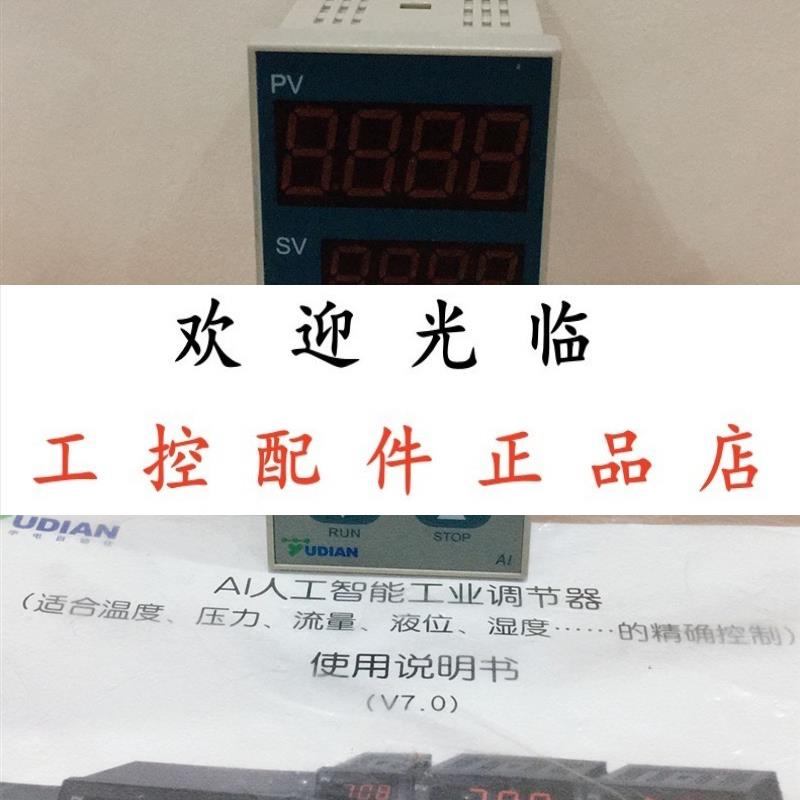 PV
SV
欢迎光临
工控配件正品店
RUN
STOP
YUDIAN
AI
YUDIAN
AI人工智能工业调节器
(适合温度、压力、流量、液位、湿度……的精确控制)
使用说明书
(V7.0)
708